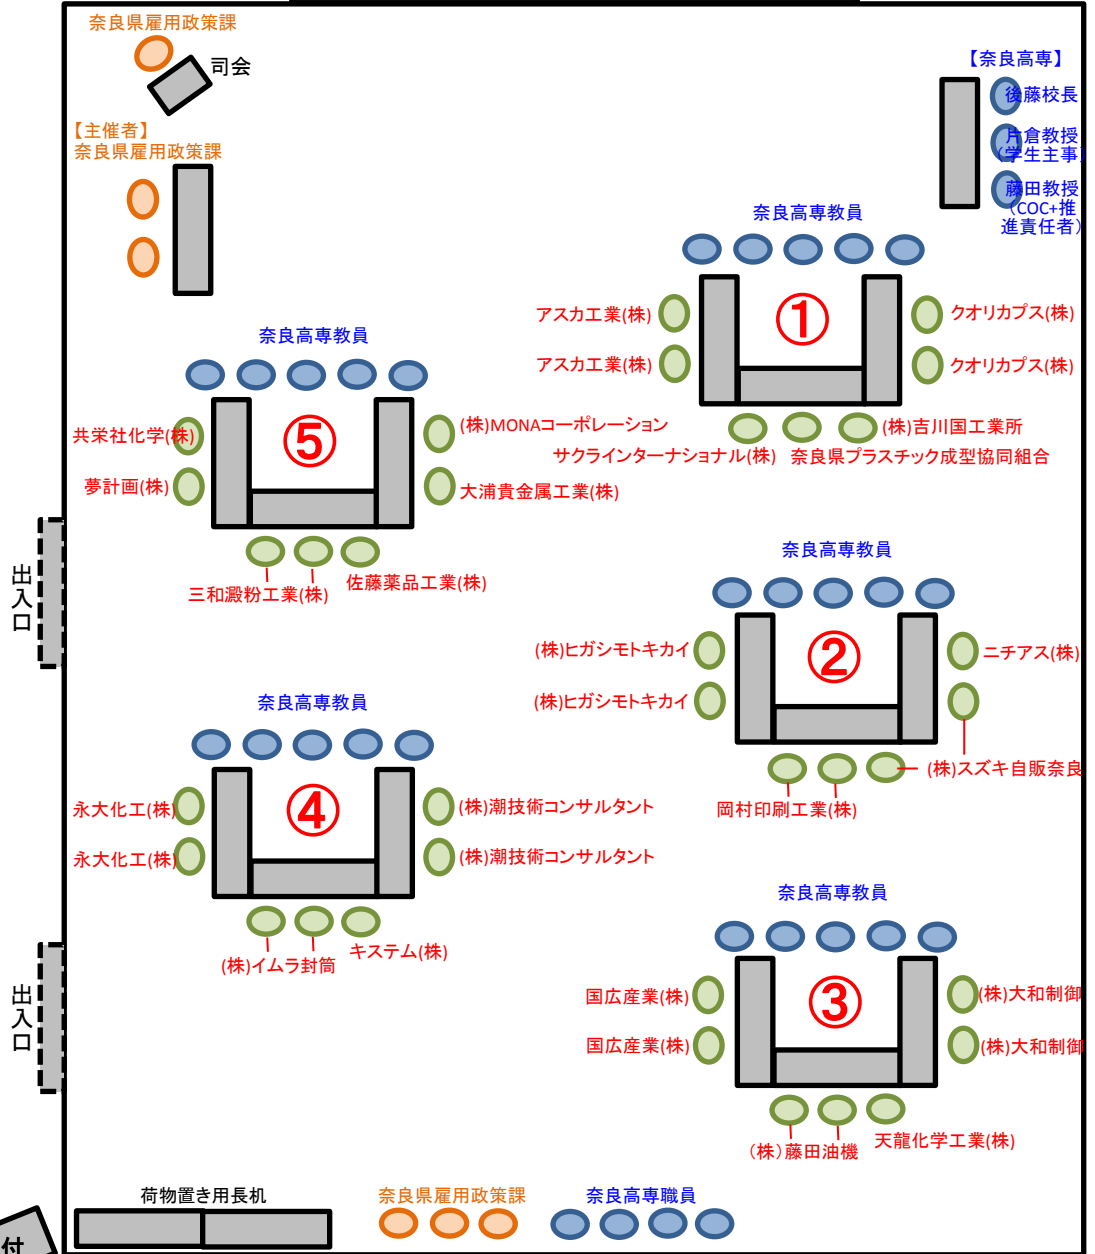 奈良県雇用政策課
司会
【主催者】
奈良県雇用政策課
【奈良高専】
後藤校長
片倉教授
(学生主事)
藤田教授
(COC+推
進責任者)
奈良高専教員
①
アスカ工業(株)
アスカ工業(株)
クオリカプス(株)
クオリカプス(株)
サクラインターナショナル(株)
奈良県プラスチック成型協同組合
(株)吉川国工業所
奈良高専教員
⑤
共栄社化学(株)
夢計画(株)
(株)MONAコーポレーション
大浦貴金属工業(株)
三和澱粉工業(株)
佐藤薬品工業(株)
出入口
奈良高専教員
②
(株)ヒガシモトキカイ
(株)ヒガシモトキカイ
ニチアス(株)
(株)スズキ自販奈良
岡村印刷工業(株)
奈良高専教員
④
永大化工(株)
永大化工(株)
(株)潮技術コンサルタント
(株)潮技術コンサルタント
(株)イムラ封筒
キステム(株)
出入口
奈良高専教員
③
国広産業(株)
国広産業(株)
(株)大和制御
(株)大和制御
(株)藤田油機
天龍化学工業(株)
荷物置き用長机
奈良県雇用政策課
奈良高専職員
付